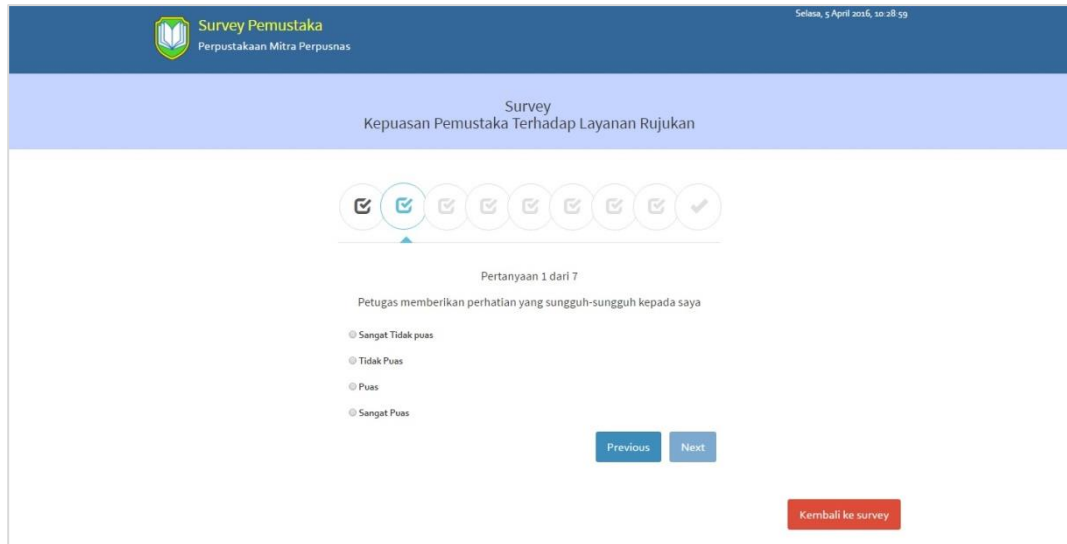 Survey Pemustaka
Perpustakaan Mitra Perpusnas
Selasa, 5 April 2016, 10:28:59
Survey
Kepuasan Pemustaka Terhadap Layanan Rujukan
Pertanyaan 1 dari 7
Petugas memberikan perhatian yang sungguh-sungguh kepada saya
Sangat Tidak puas
Tidak Puas
Puas
Sangat Puas
Previous Next
Kembali ke survey